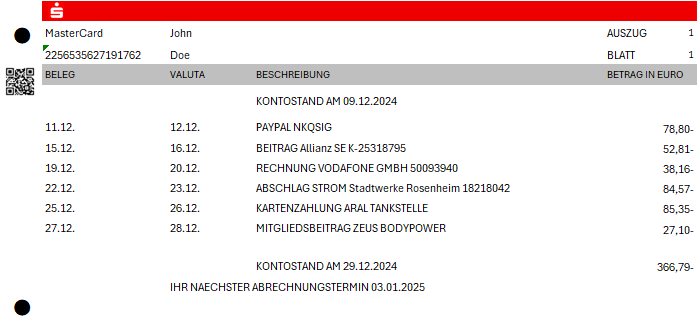 MasterCard John AUSZUG 1
2256535627191762 Doe BLATT 1
BELEG VALUTA BESCHREIBUNG BETRAG IN EURO
KONTOSTAND AM 09.12.2024
11.12. 12.12. PAYPAL NKQSIG 78,80-
15.12. 16.12. BEITRAG Allianz SE K-25318795 52,81-
19.12. 20.12. RECHNUNG VODAFONE GMBH 50093940 38,16-
22.12. 23.12. ABSCHLAG STROM Stadtwerke Rosenheim 18218042 84,57-
25.12. 26.12. KARTENZAHLUNG ARAL TANKSTELLE 85,35-
27.12. 28.12. MITGLIEDSBEITRAG ZEUS BODYPOWER 27,10-
KONTOSTAND AM 29.12.2024 366,79-
IHR NAECHSTER ABRECHNUNGSTERMIN 03.01.2025